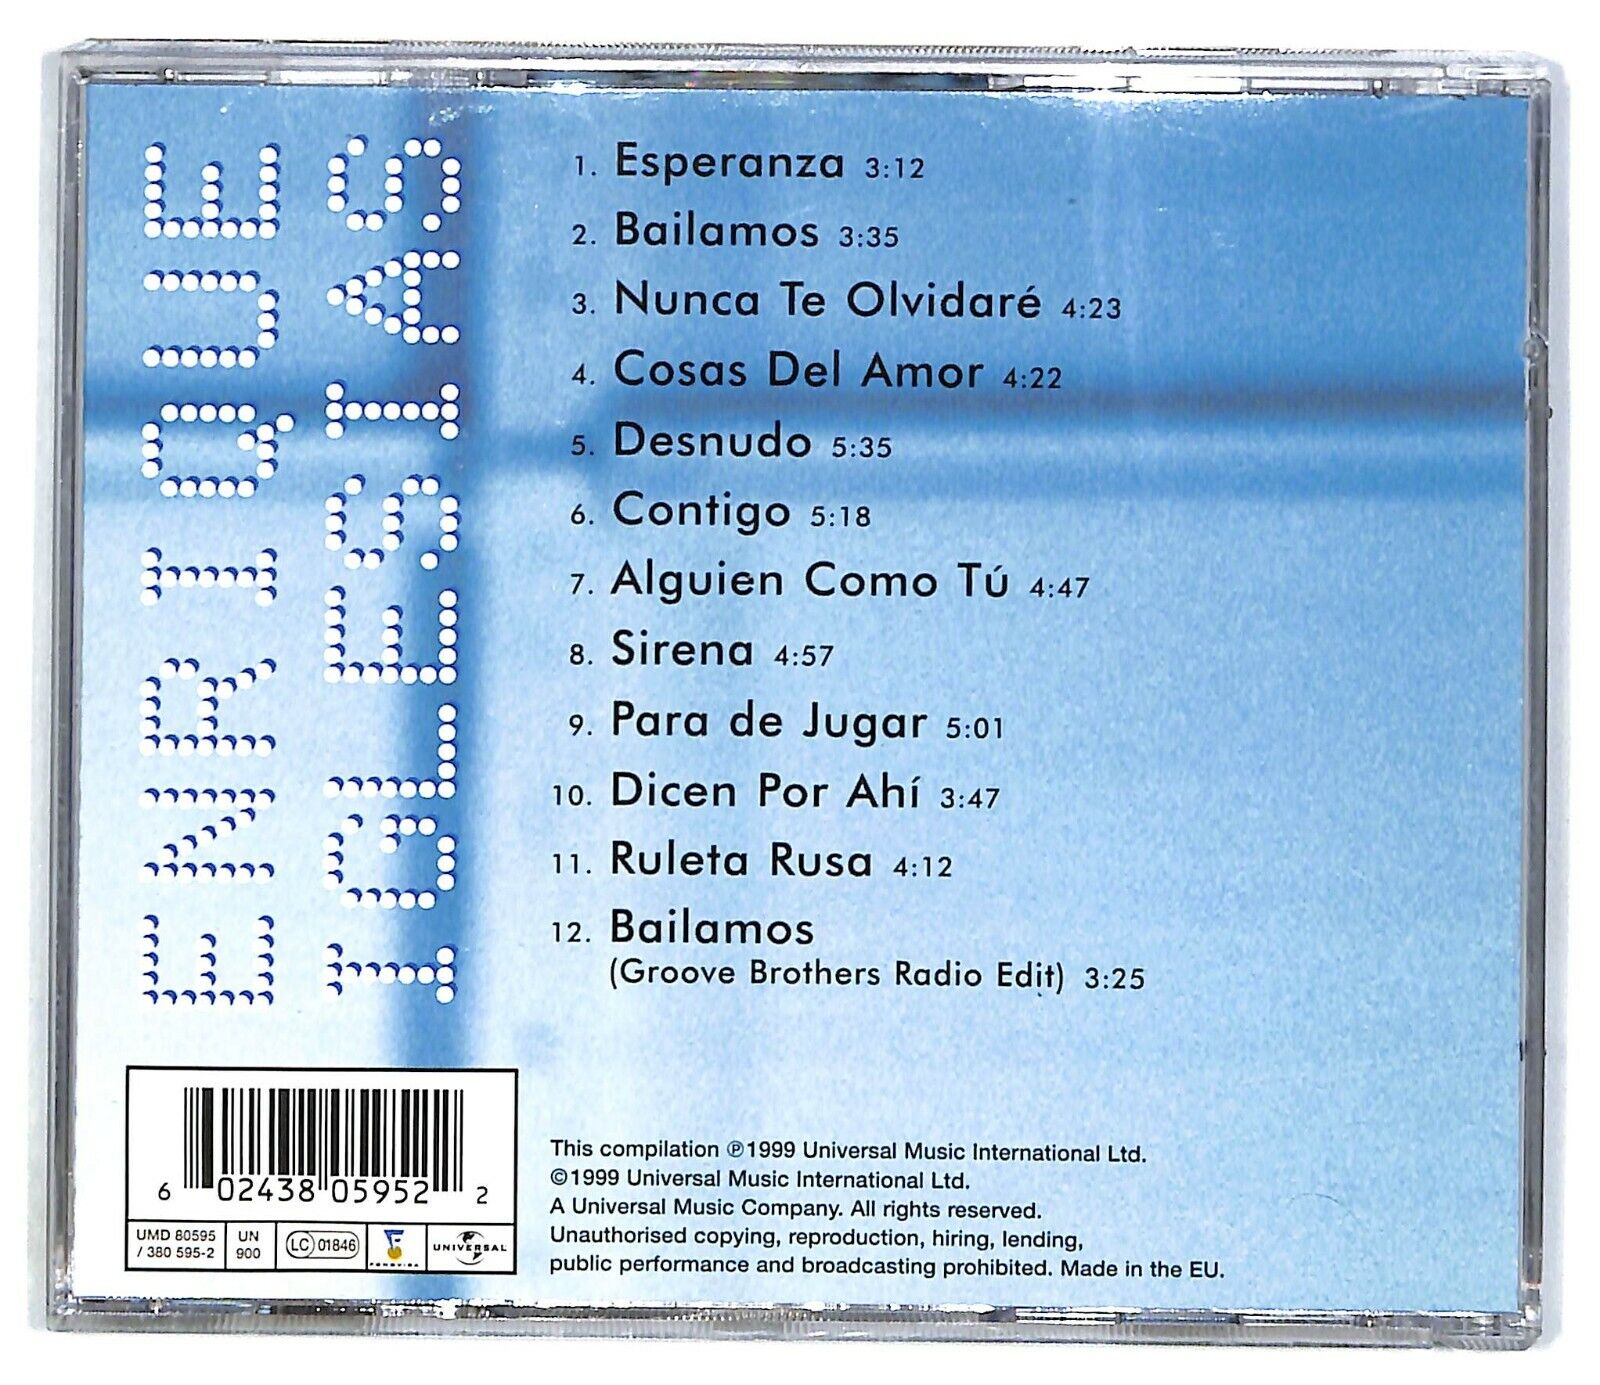 ENRIQUE
IGLESIAS
1. Esperanza 3:12
2. Bailamos 3:35
3. Nunca Te Olvidaré 4:23
4. Cosas Del Amor 4:22
5. Desnudo 5:35
6. Contigo 5:18
7. Alguien Como Tú 4:47
8. Sirena 4:57
9. Para de Jugar 5:01
10. Dicen Por Ahí 3:47
11. Ruleta Rusa 4:12
12. Bailamos
(Groove Brothers Radio Edit) 3:25
6 02438 05952 2
UMD 80595
/ 380 595-2
UN
900
LC 01846
FONOVISA
UNIVERSAL
This compilation ℗1999 Universal Music International Ltd.
©1999 Universal Music International Ltd.
A Universal Music Company. All rights reserved.
Unauthorised copying, reproduction, hiring, lending,
public performance and broadcasting prohibited. Made in the EU.